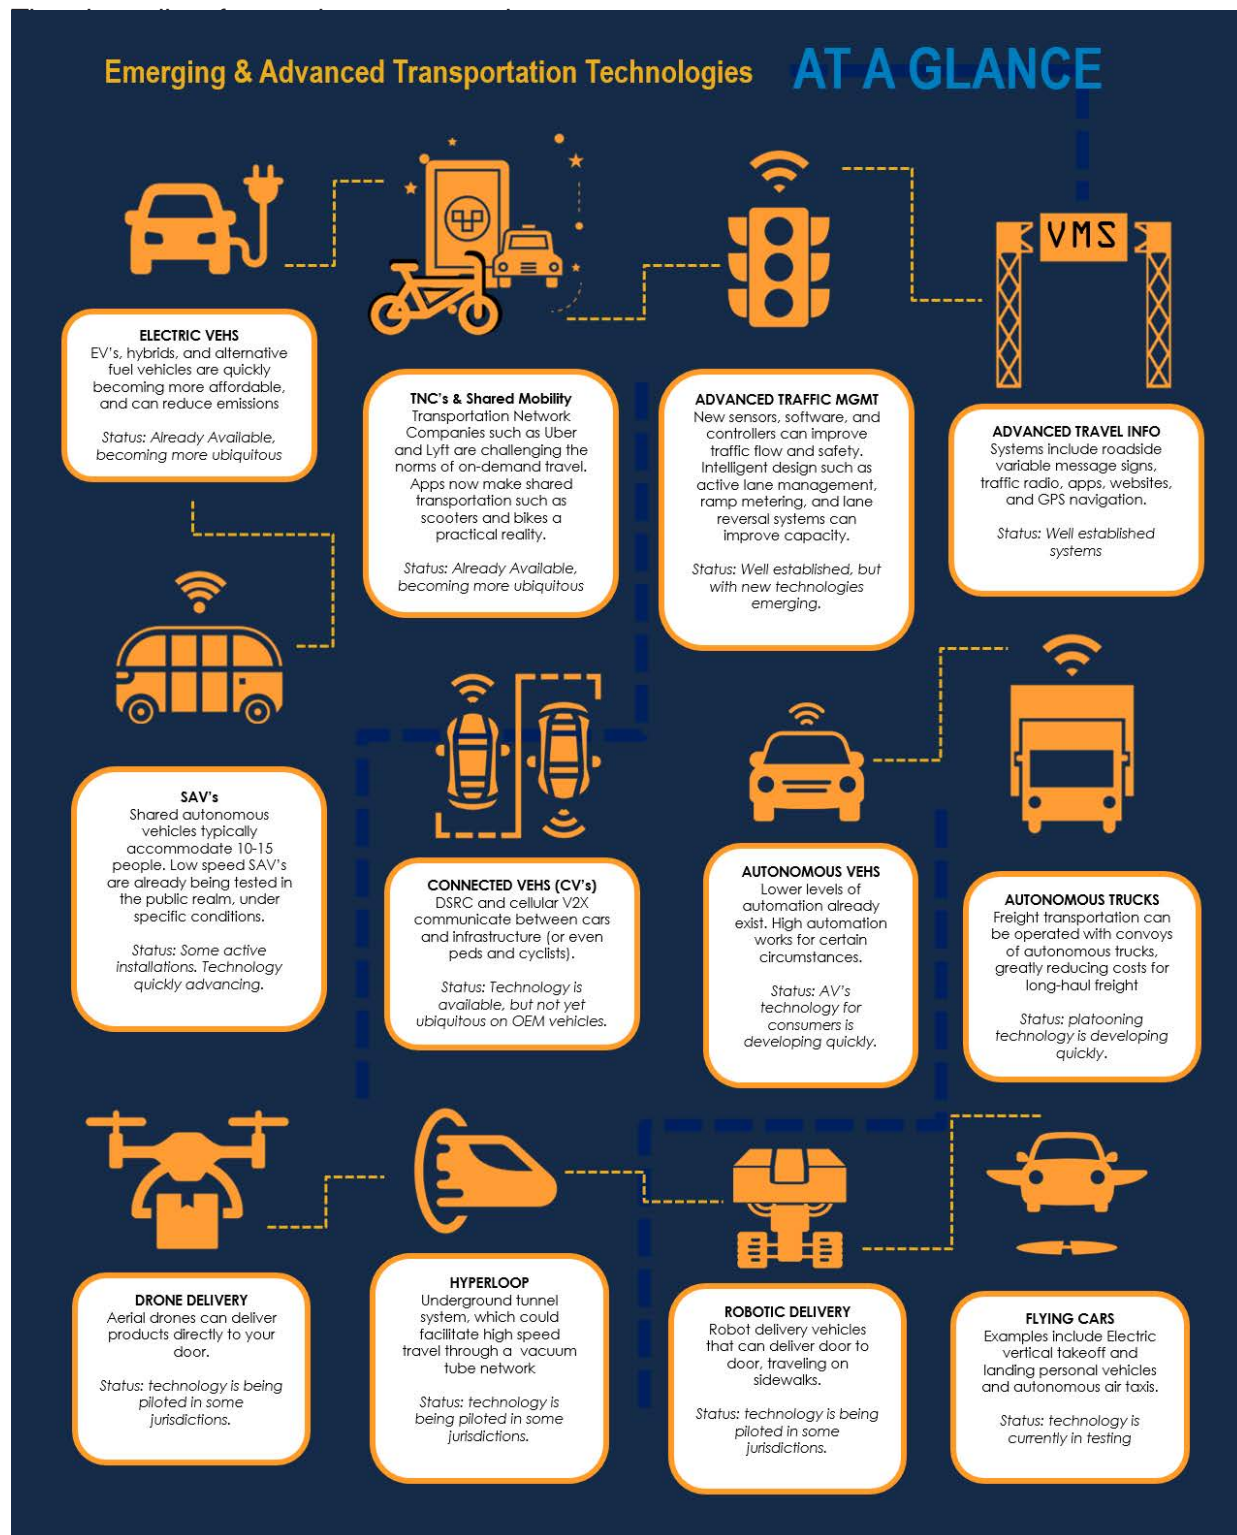 Emerging & Advanced Transportation Technologies AT A GLANCE
VMS
ELECTRIC VEHS
EV's, hybrids, and alternative
fuel vehicles are quickly
becoming more affordable,
and can reduce emissions
Status: Already Available,
becoming more ubiquitous
TNC's & Shared Mobility
Transportation Network
Companies such as Uber
and Lyft are challenging the
norms of on-demand travel.
Apps now make shared
transportation such as
scooters and bikes a
practical reality.
Status: Already Available,
becoming more ubiquitous
ADVANCED TRAFFIC MGMT
New sensors, software, and
controllers can improve
traffic flow and safety.
Intelligent design such as
active lane management,
ramp metering, and lane
reversal systems can
improve capacity.
Status: Well established, but
with new technologies
emerging.
ADVANCED TRAVEL INFO
Systems include roadside
variable message signs,
traffic radio, apps, websites,
and GPS navigation.
Status: Well established
systems
SAV's
Shared autonomous
vehicles typically
accommodate 10-15
people. Low speed SAV's
are already being tested in
the public realm, under
specific conditions.
Status: Some active
installations. Technology
quickly advancing.
CONNECTED VEHS (CV's)
DSRC and cellular V2X
communicate between cars
and infrastructure (or even
peds and cyclists).
Status: Technology is
available, but not yet
ubiquitous on OEM vehicles.
AUTONOMOUS VEHS
Lower levels of
automation already
exist. High automation
works for certain
circumstances.
Status: AV's
technology for
consumers is
developing quickly.
AUTONOMOUS TRUCKS
Freight transportation can
be operated with convoys
of autonomous trucks,
greatly reducing costs for
long-haul freight
Status: platooning
technology is developing
quickly.
DRONE DELIVERY
Aerial drones can deliver
products directly to your
door.
Status: technology is being
piloted in some
jurisdictions.
HYPERLOOP
Underground tunnel
system, which could
facilitate high speed
travel through a vacuum
tube network
Status: technology is
being piloted in some
jurisdictions.
ROBOTIC DELIVERY
Robot delivery vehicles
that can deliver door to
door, traveling on
sidewalks.
Status: technology is being
piloted in some
jurisdictions.
FLYING CARS
Examples include Electric
vertical takeoff and
landing personal vehicles
and autonomous air taxis.
Status: technology is
currently in testing